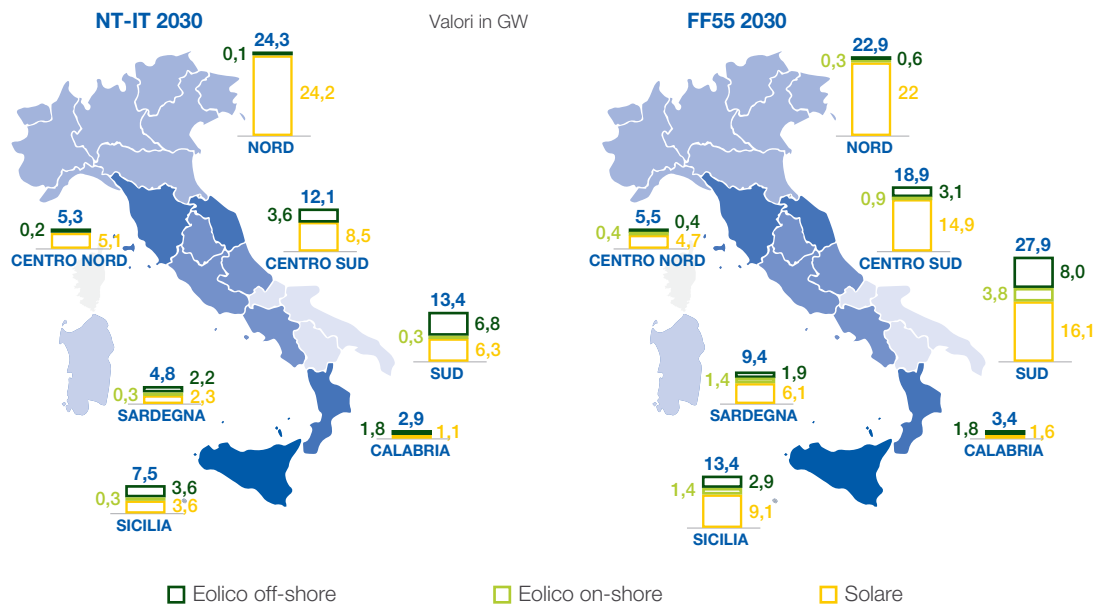 NT-IT 2030
Valori in GW
FF55 2030
24,3
0,1
24,2
NORD
5,3
0,2
5,1
CENTRO NORD
12,1
3,6
8,5
CENTRO SUD
13,4
6,8
0,3
6,3
SUD
4,8
2,2
0,3
2,3
SARDEGNA
2,9
1,8
1,1
CALABRIA
7,5
3,6
0,3
3,6
SICILIA
22,9
0,3
0,6
22
NORD
5,5
0,4
0,4
4,7
CENTRO NORD
18,9
3,1
0,9
14,9
CENTRO SUD
27,9
8,0
3,8
16,1
SUD
9,4
1,9
1,4
6,1
SARDEGNA
3,4
1,8
1,6
CALABRIA
13,4
2,9
1,4
9,1
SICILIA
Eolico off-shore
Eolico on-shore
Solare